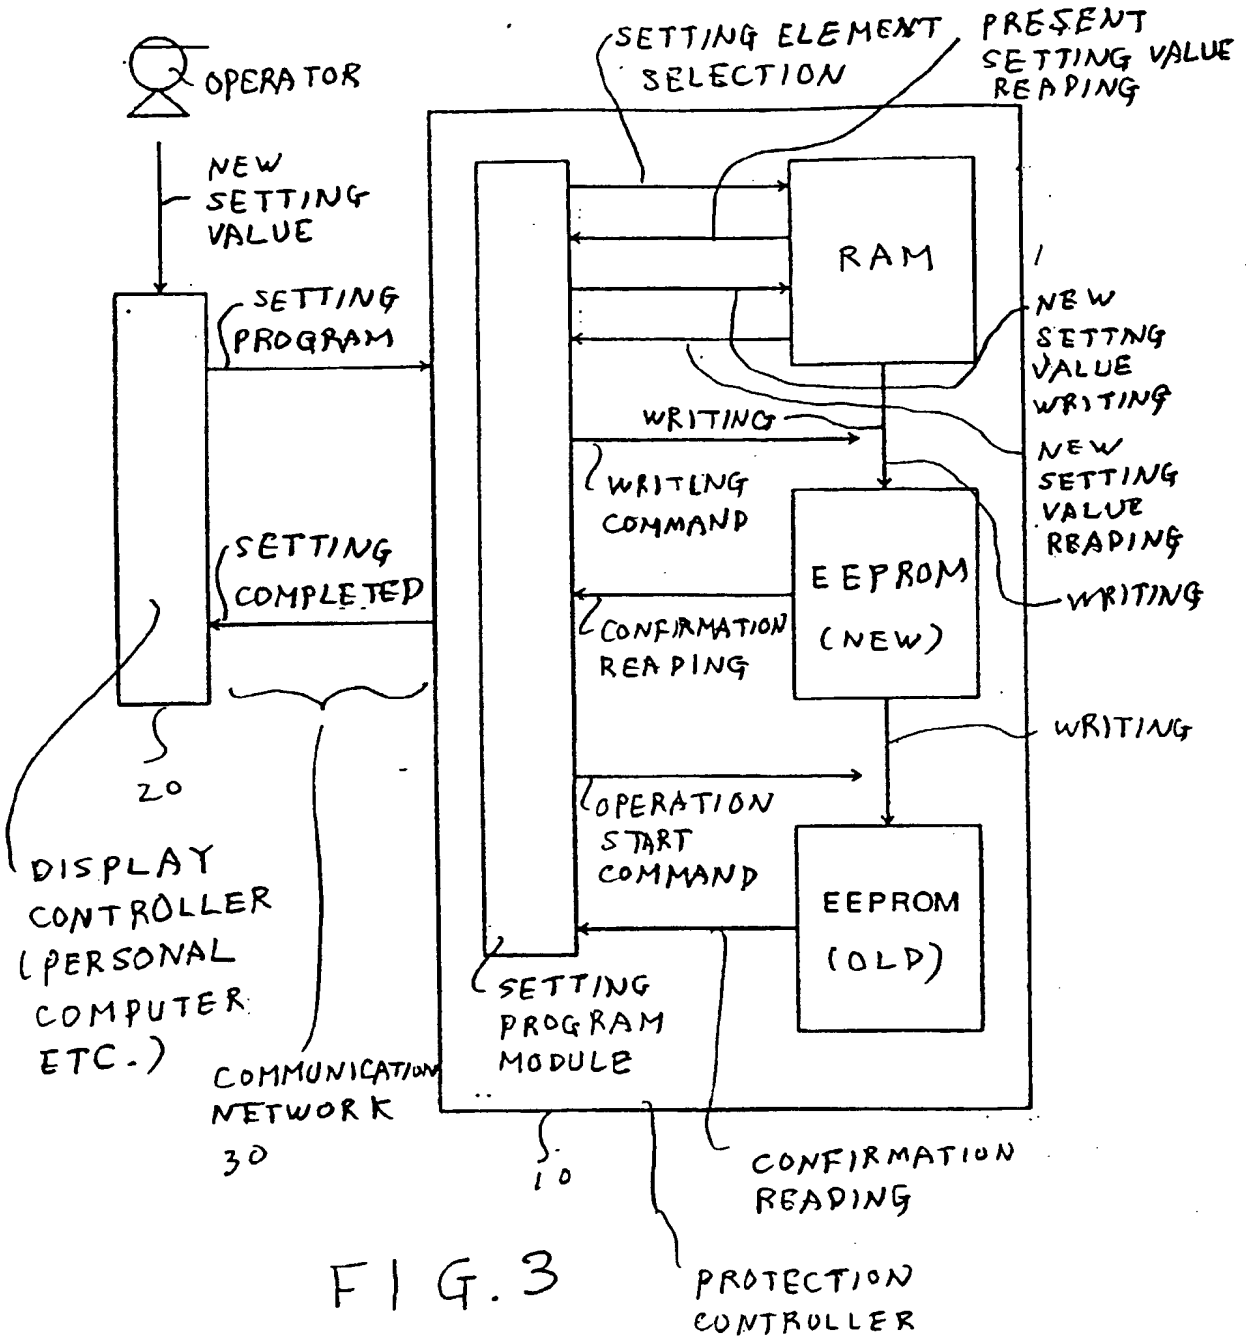 OPERATOR
NEW
SETTING
VALUE
SETTING ELEMENT
SELECTION
PRESENT
SETTING VALUE
READING
SETTING
PROGRAM
RAM
NEW
SETTNG
VALUE
WRITING
WRITING
WRITLNG
COMMAND
NEW
SETTING
VALUE
READING
SETTING
COMPLETED
EEPROM
(NEW)
CONFIRMATION
READING
WRITING
WRITING
20
OPERATION
START
COMMAND
DISPLAY
CONTROLLER
(PERSONAL
COMPUTER
ETC.)
EEPROM
(OLD)
SETTING
PROGRAM
MODULE
COMMUNICATION
NETWORK
30
10
CONFIRMATION
READING
PROTECTION
CONTROLLER
FIG.3